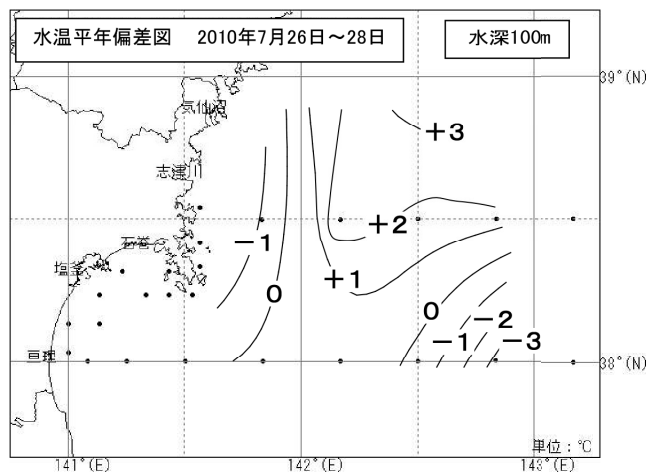 水温平年偏差図 2010年7月26日～28日
水深100m
39°(N)
気仙沼
+3
志津川
+2
石巻
-1
塩釜
+1
0
0
-2
-1
-3
亘理
38°(N)
単位：℃
141°(E)
142°(E)
143°(E)